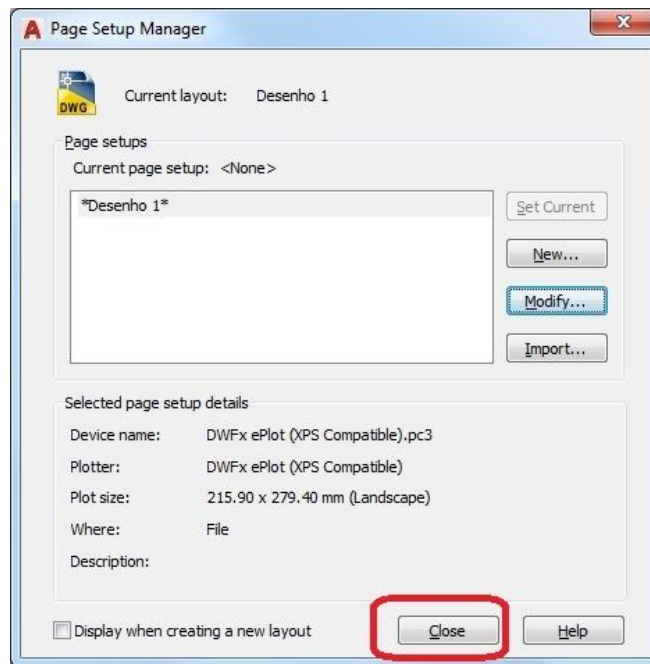 Page Setup Manager
DWG
Current layout: Desenho 1
Page setups
Current page setup: <None>
*Desenho 1*
Set Current
New...
Modify...
Import...
Selected page setup details
Device name: DWFx ePlot (XPS Compatible).pc3
Plotter: DWFx ePlot (XPS Compatible)
Plot size: 215.90 x 279.40 mm (Landscape)
Where: File
Description:
Display when creating a new layout
Close
Help